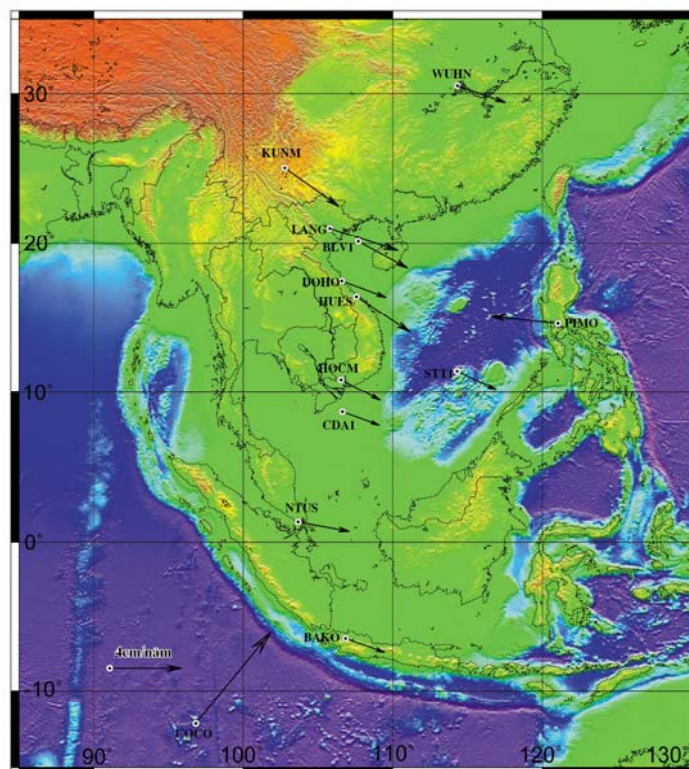 WUHN
30°
KUNM
LANG
BLV1
20°
DOHO
HUES
PIMO
HOCM
STT1
10°
CDA1
NTUS
0°
BAKO
4cm/năm
-10°
COCO
90° 100° 110° 120° 130°